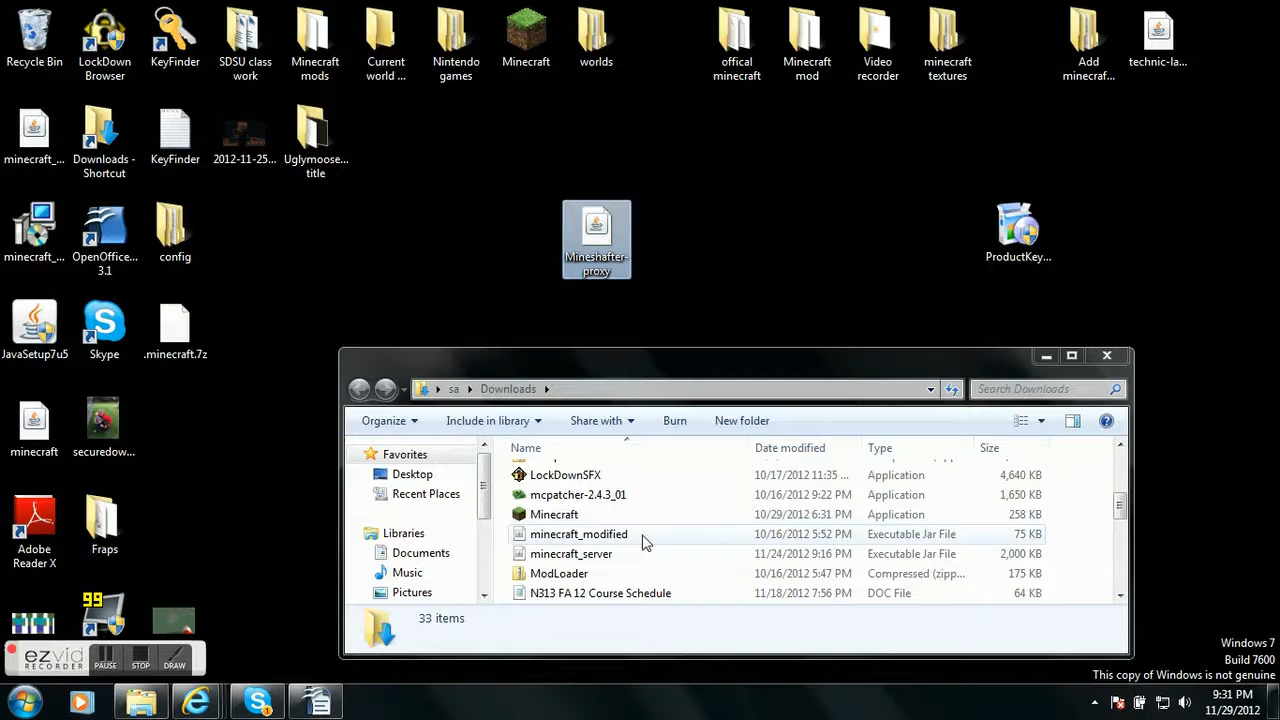 Recycle Bin
LockDown
Browser
KeyFinder
SDSU class
work
Minecraft
mods
Current
world ...
Nintendo
games
Minecraft
worlds
offical
minecraft
Minecraft
mod
Video
recorder
minecraft
textures
Add
minecraf...
technic-la...
minecraft_...
Downloads -
Shortcut
KeyFinder
2012-11-25...
Uglymoose...
title
minecraft_...
OpenOffice....
3.1
config
Mineshafter-
proxy
ProductKey...
JavaSetup7u5
Skype
.minecraft.7z
minecraft
securedow...
Adobe
Reader X
Fraps
99
sa
Downloads
Search Downloads
Organize
Include in library
Share with
Burn
New folder
Name
Date modified
Type
Size
Favorites
Desktop
Recent Places
Libraries
Documents
Music
Pictures
LockDownSFX 10/17/2012 11:35 ... Application 4,640 KB
mcpatcher-2.4.3_01 10/16/2012 9:22 PM Application 1,650 KB
Minecraft 10/29/2012 6:31 PM Application 258 KB
minecraft_modified 10/16/2012 5:52 PM Executable Jar File 75 KB
minecraft_server 11/24/2012 9:16 PM Executable Jar File 2,000 KB
ModLoader 10/16/2012 5:47 PM Compressed (zipp... 175 KB
N313 FA 12 Course Schedule 11/18/2012 7:56 PM DOC File 64 KB
33 items
ezvid
RECORDER
PAUSE
STOP
DRAW
Windows 7
Build 7600
This copy of Windows is not genuine
9:31 PM
11/29/2012